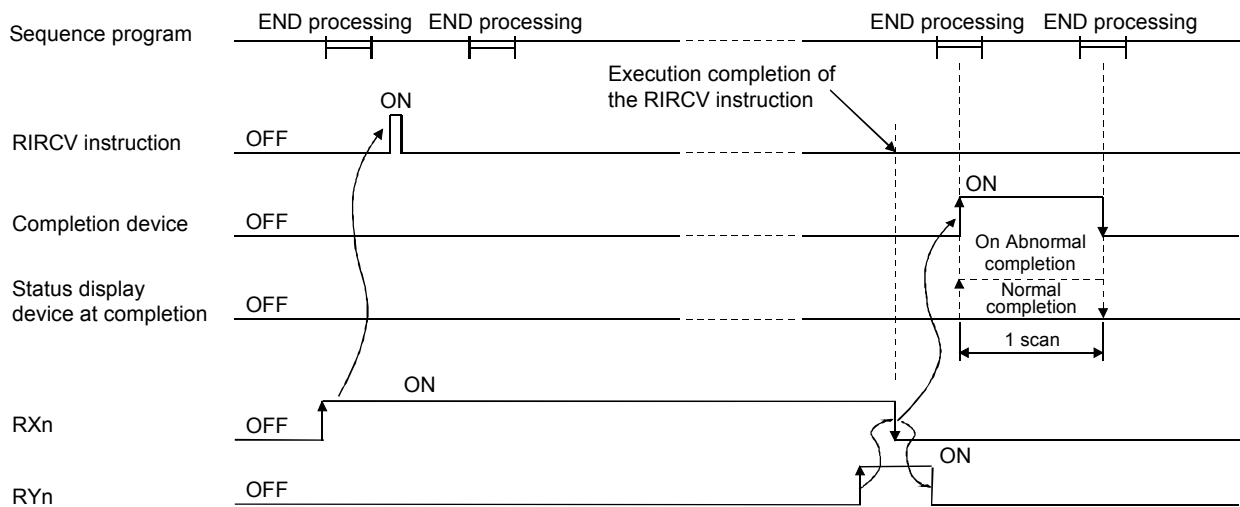 END processing
END processing
END processing
END processing
Sequence program
Execution completion of
the RIRCV instruction
ON
RIRCV instruction
OFF
ON
Completion device
OFF
On Abnormal
completion
Status display
device at completion
OFF
Normal
completion
1 scan
ON
RXn
OFF
ON
RYn
OFF